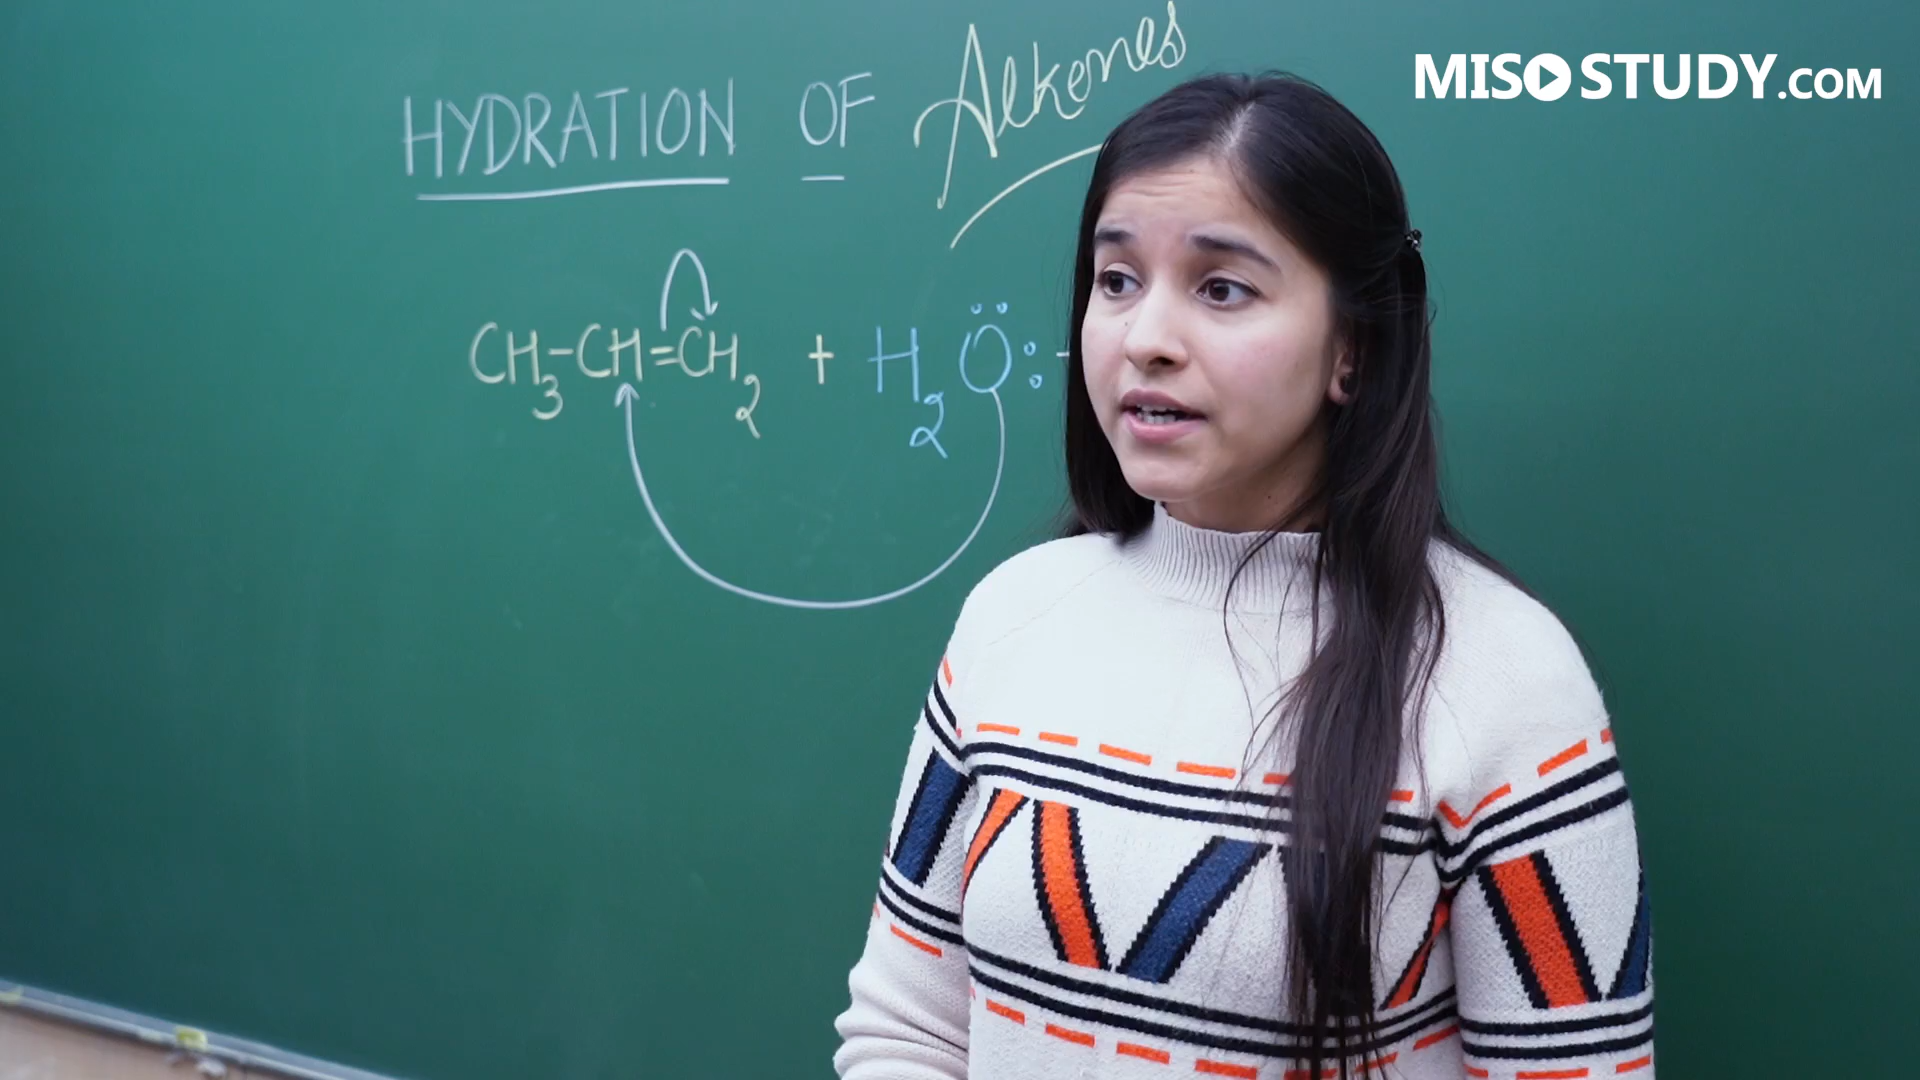 MISOSTUDY.COM
HYDRATION OF Alkenes
CH₃-CH=CH₂ + H₂O: -